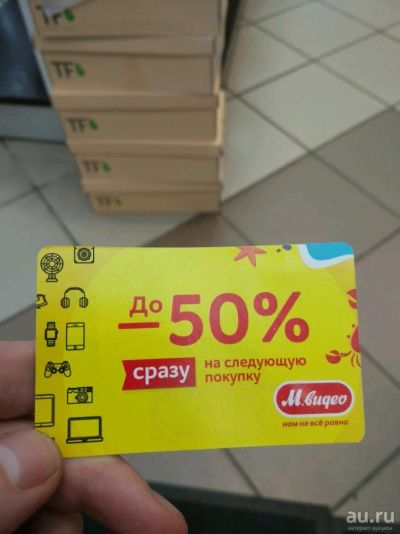 TF
TF
TF
TF
TF
До
–50%
сразу
на следующую
покупку
М.видео
нам не всё равно
au.ru
интернет-аукцион